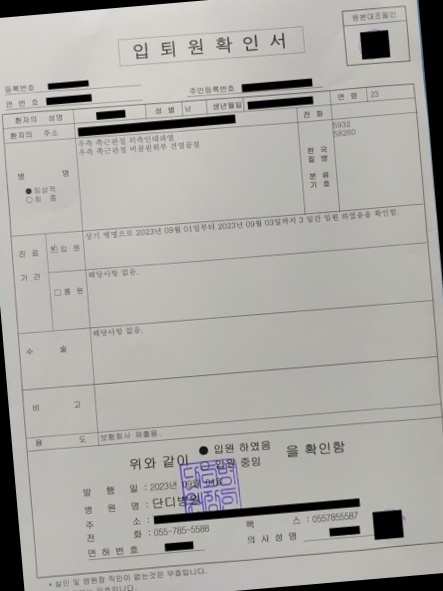 입 퇴 원 확 인 서
원본대조필인
등록번호
연 번 호
주민등록번호
환자의 성명
성 별 남
생년월일
연 령 23
환자의 주소
전 화
병 명
● 임상적
○ 최 종
우측 족근관절 외측인대파열
우측 족근관절 비골원위부 견열골절
한 국
질 병
분 류
기 호
S932
S8260
진 료
기 간
입 원
상기 병명으로 2023년 09월 01일부터 2023년 09월 03일까지 3 일간 입원 하였음을 확인함.
□ 통 원
해당사항 없음.
수 술
해당사항 없음.
비 고
용 도
보험회사 제출용.
위와 같이 ● 입원 하였음 을 확인함
○ 입원 중임
발 행 일 : 2023년
병 원 명 : 단디병원
주 소 :
전 화 : 055-785-5588
팩 스 : 0557855587
면허번호
의사성명
* 실인 및 병원장 직인이 없는것은 무효입니다.